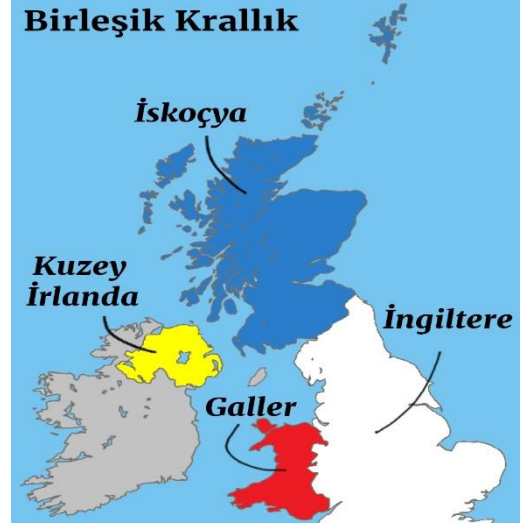 Birleşik Krallık
İskoçya
Kuzey
İrlanda
İngiltere
Galler